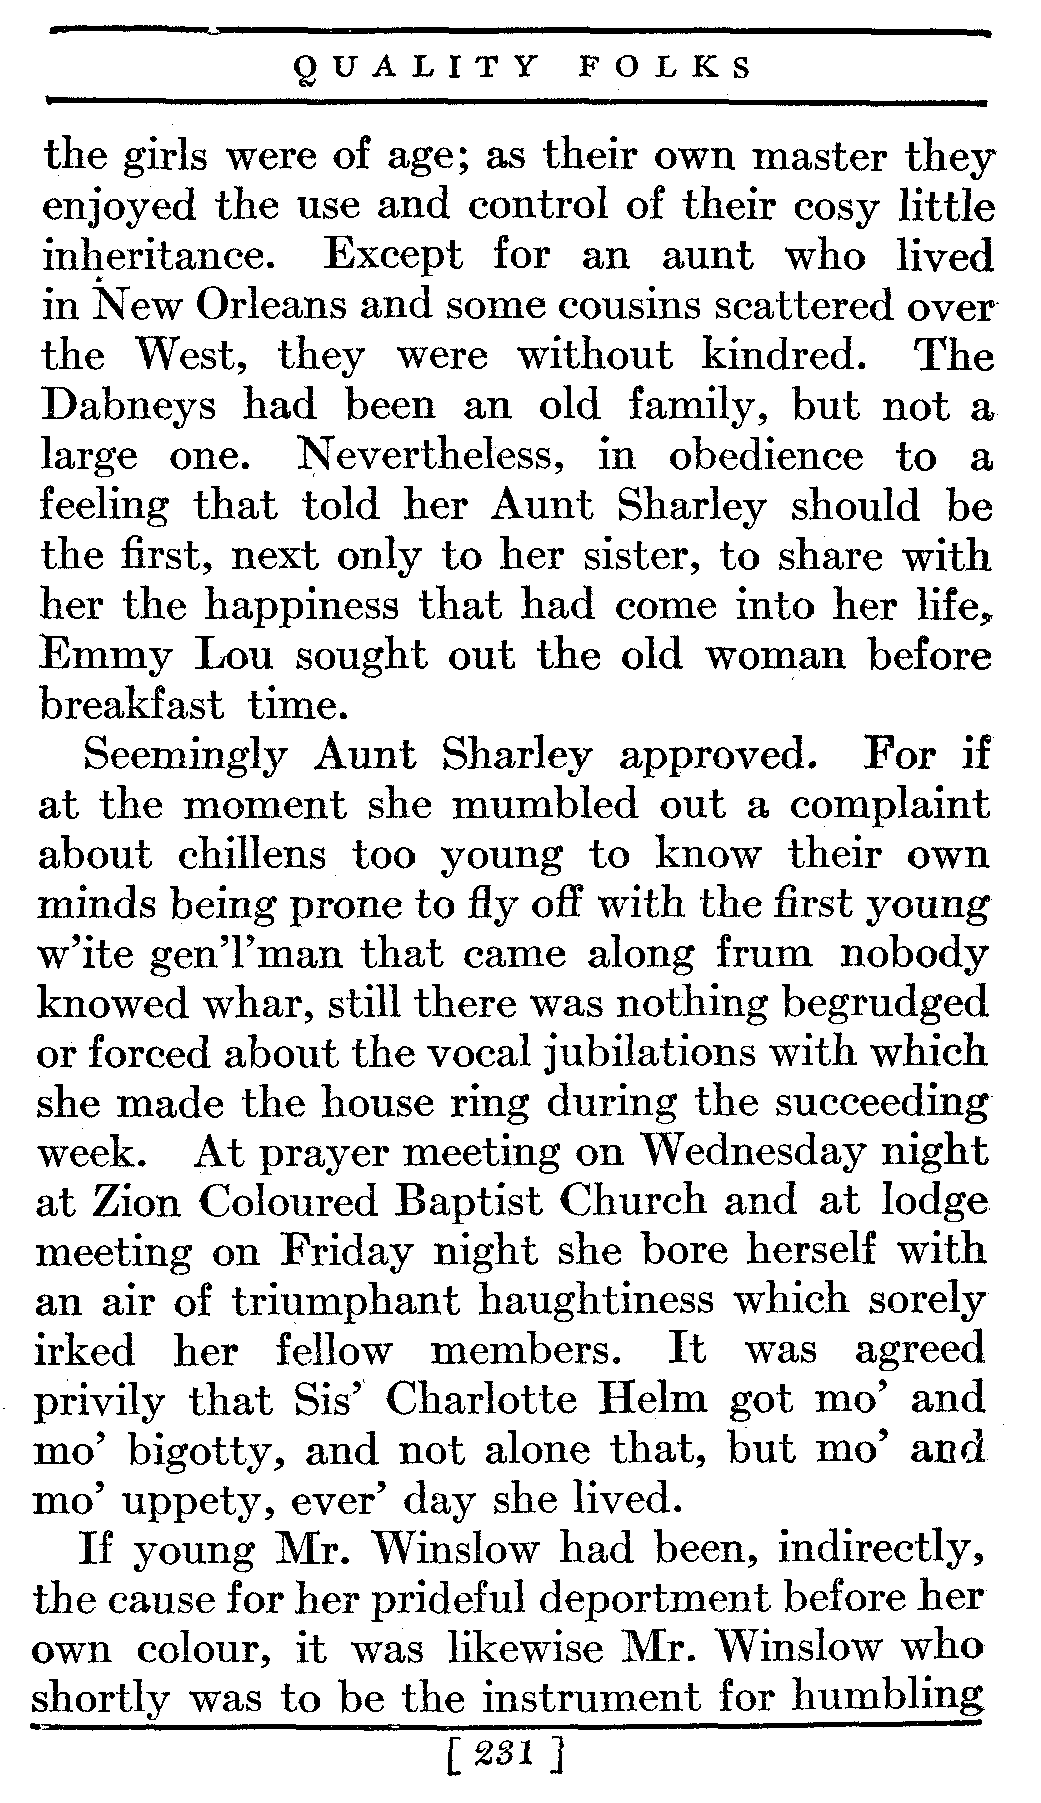 QUALITY FOLKS
the girls were of age; as their own master they
enjoyed the use and control of their cosy little
inheritance. Except for an aunt who lived
in New Orleans and some cousins scattered over
the West, they were without kindred. The
Dabneys had been an old family, but not a
large one. Nevertheless, in obedience to a
feeling that told her Aunt Sharley should be
the first, next only to her sister, to share with
her the happiness that had come into her life,
Emmy Lou sought out the old woman before
breakfast time.
Seemingly Aunt Sharley approved. For if
at the moment she mumbled out a complaint
about chillens too young to know their own
minds being prone to fly off with the first young
w'ite gen'l'man that came along frum nobody
knowed whar, still there was nothing begrudged
or forced about the vocal jubilations with which
she made the house ring during the succeeding
week. At prayer meeting on Wednesday night
at Zion Coloured Baptist Church and at lodge
meeting on Friday night she bore herself with
an air of triumphant haughtiness which sorely
irked her fellow members. It was agreed
privily that Sis' Charlotte Helm got mo' and
mo' bigotty, and not alone that, but mo' and
mo' uppety, ever' day she lived.
If young Mr. Winslow had been, indirectly,
the cause for her prideful deportment before her
own colour, it was likewise Mr. Winslow who
shortly was to be the instrument for humbling
[231]